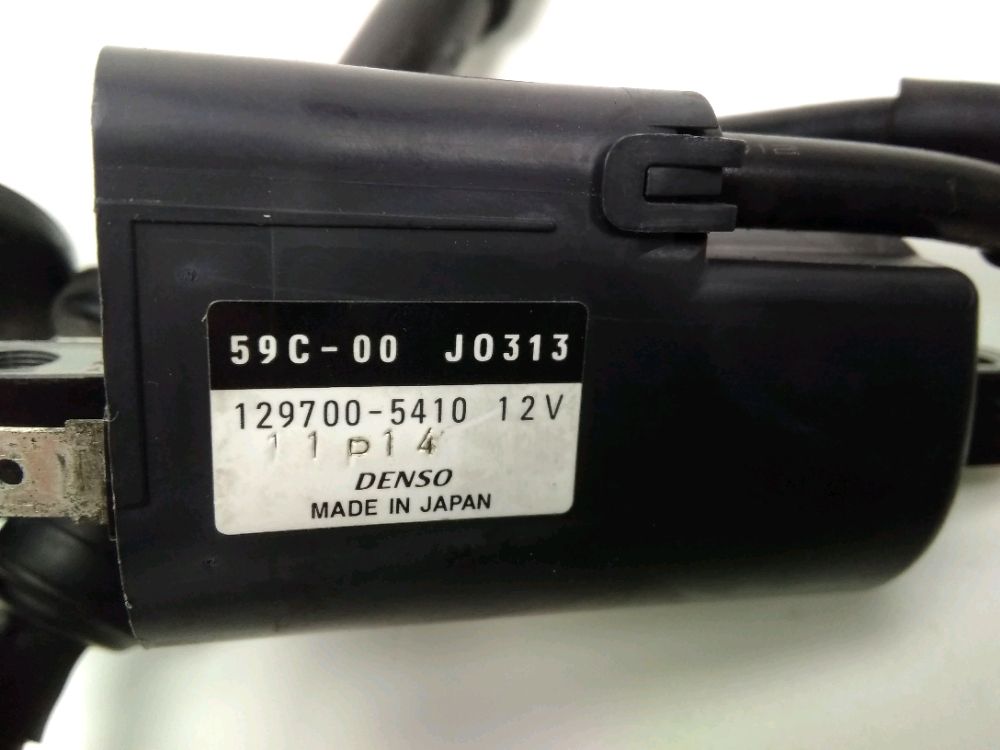 59C-00 J0313
129700-5410 12V
11P14
DENSO
MADE IN JAPAN